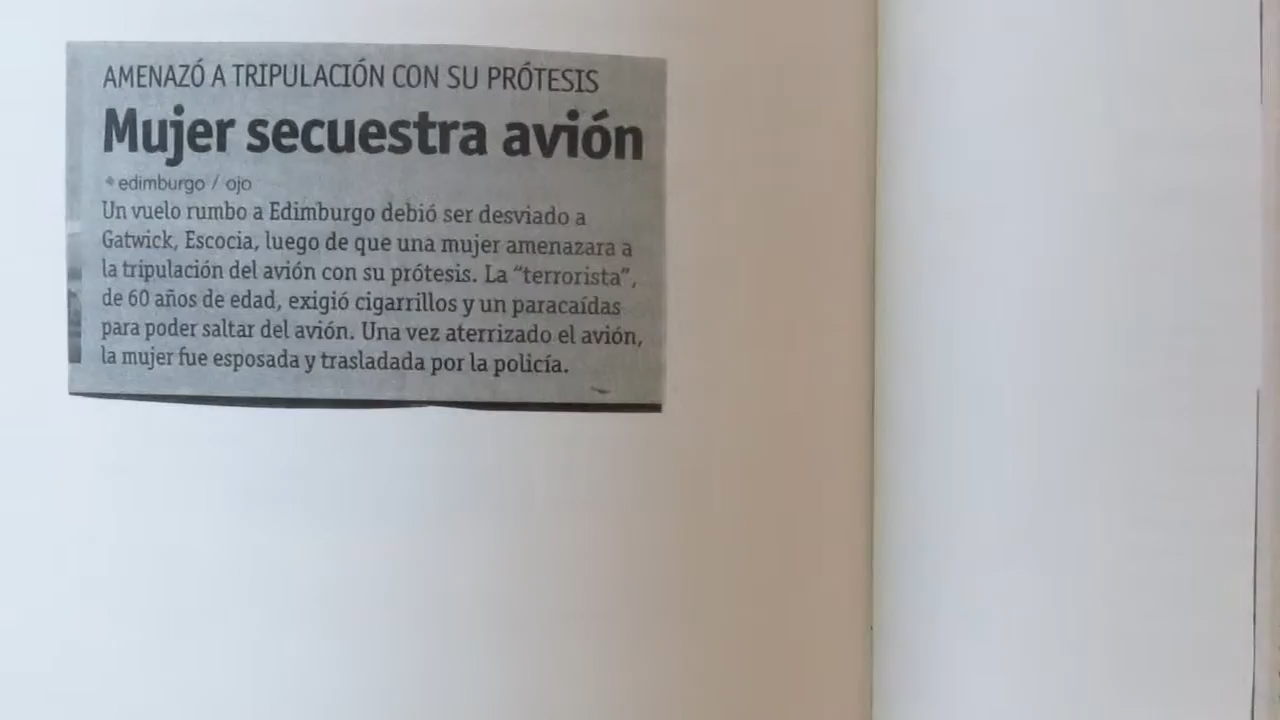 AMENAZÓ A TRIPULACIÓN CON SU PRÓTESIS
Mujer secuestra avión
edimburgo / ojo
Un vuelo rumbo a Edimburgo debió ser desviado a
Gatwick, Escocia, luego de que una mujer amenazara a
la tripulación del avión con su prótesis. La “terrorista”,
de 60 años de edad, exigió cigarrillos y un paracaídas
para poder saltar del avión. Una vez aterrizado el avión,
la mujer fue esposada y trasladada por la policía.